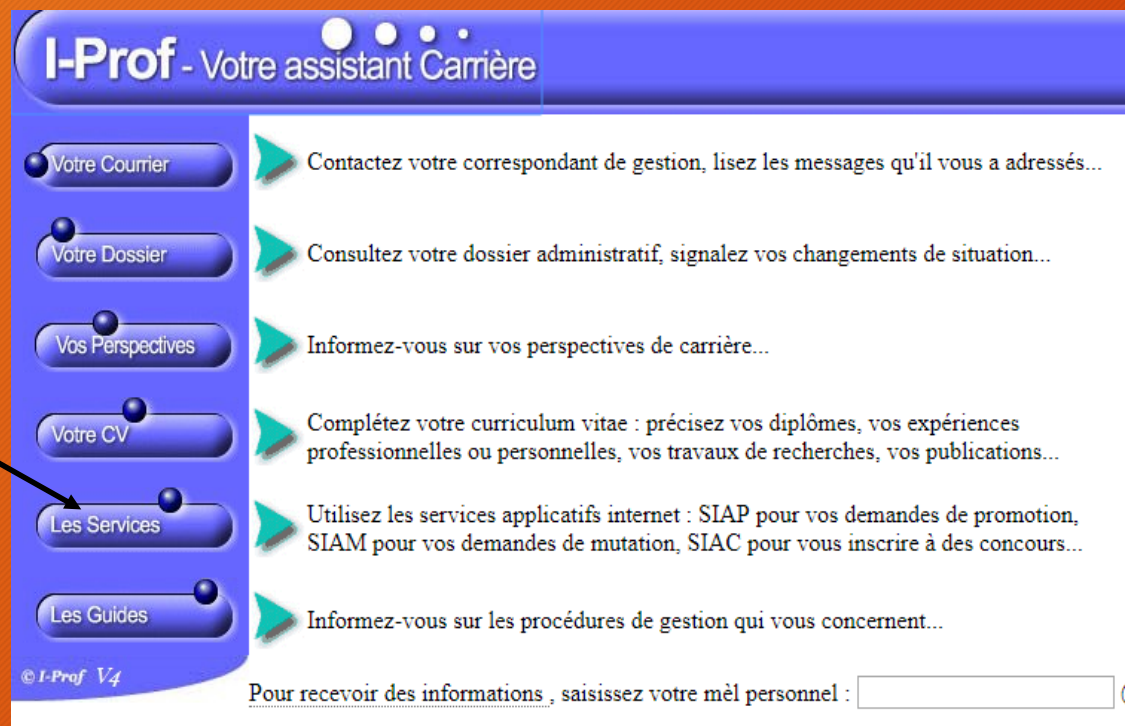 I-Prof - Votre assistant Carrière
Votre Courrier
Contactez votre correspondant de gestion, lisez les messages qu'il vous a adressés...
Votre Dossier
Consultez votre dossier administratif, signalez vos changements de situation...
Vos Perspectives
Informez-vous sur vos perspectives de carrière...
Votre CV
Complétez votre curriculum vitae : précisez vos diplômes, vos expériences
professionnelles ou personnelles, vos travaux de recherches, vos publications...
Les Services
Utilisez les services applicatifs internet : SIAP pour vos demandes de promotion,
SIAM pour vos demandes de mutation, SIAC pour vous inscrire à des concours...
Les Guides
Informez-vous sur les procédures de gestion qui vous concernent...
© I-Prof V4
Pour recevoir des informations , saisissez votre mèl personnel :